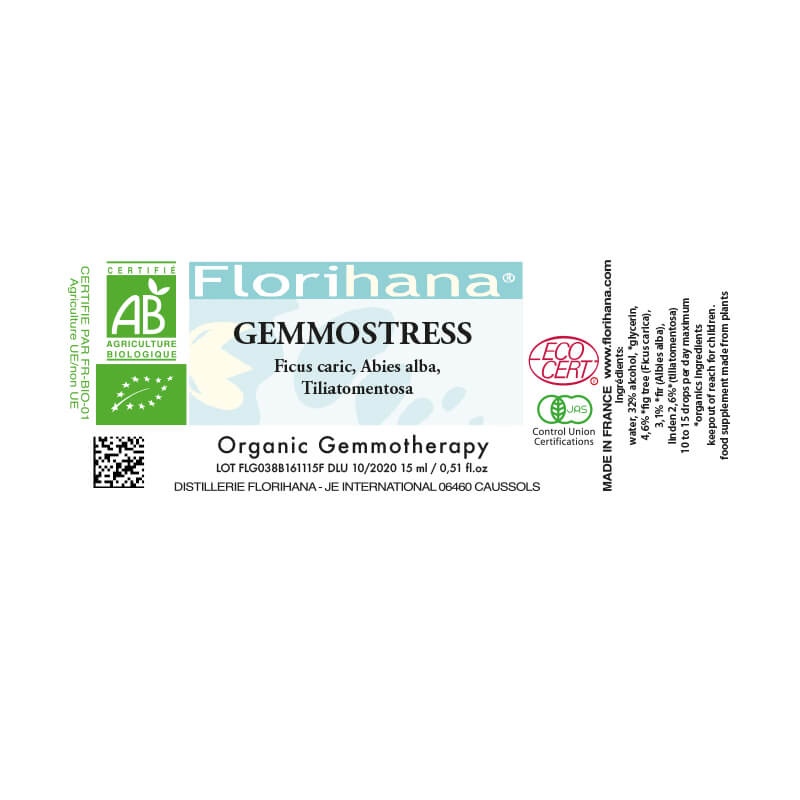 CERTIFIE PAR FR-BIO-01
Agriculture UE/non UE
CERTIFIÉ
AB
AGRICULTURE
BIOLOGIQUE
Florihana®
GEMMOSTRESS
Ficus caric, Abies alba,
Tiliatomentosa
Organic Gemmotherapy
LOT FLG038B161115F DLU 10/2020 15 ml / 0,51 fl.oz
DISTILLERIE FLORIHANA - JE INTERNATIONAL 06460 CAUSSOLS
ECO
CERT®
JAS
Control Union
Certifications
MADE IN FRANCE www.florihana.com
Ingrédients:
water, 32% alcohol, *glycerin,
4,6% *fig tree (Ficus carica),
3,1% *fir (Abies alba),
linden 2,6%*(tiliatomentosa)
10 to 15 drops per day maximum
*organics ingredients
keepout of reach for children.
food supplement made from plants